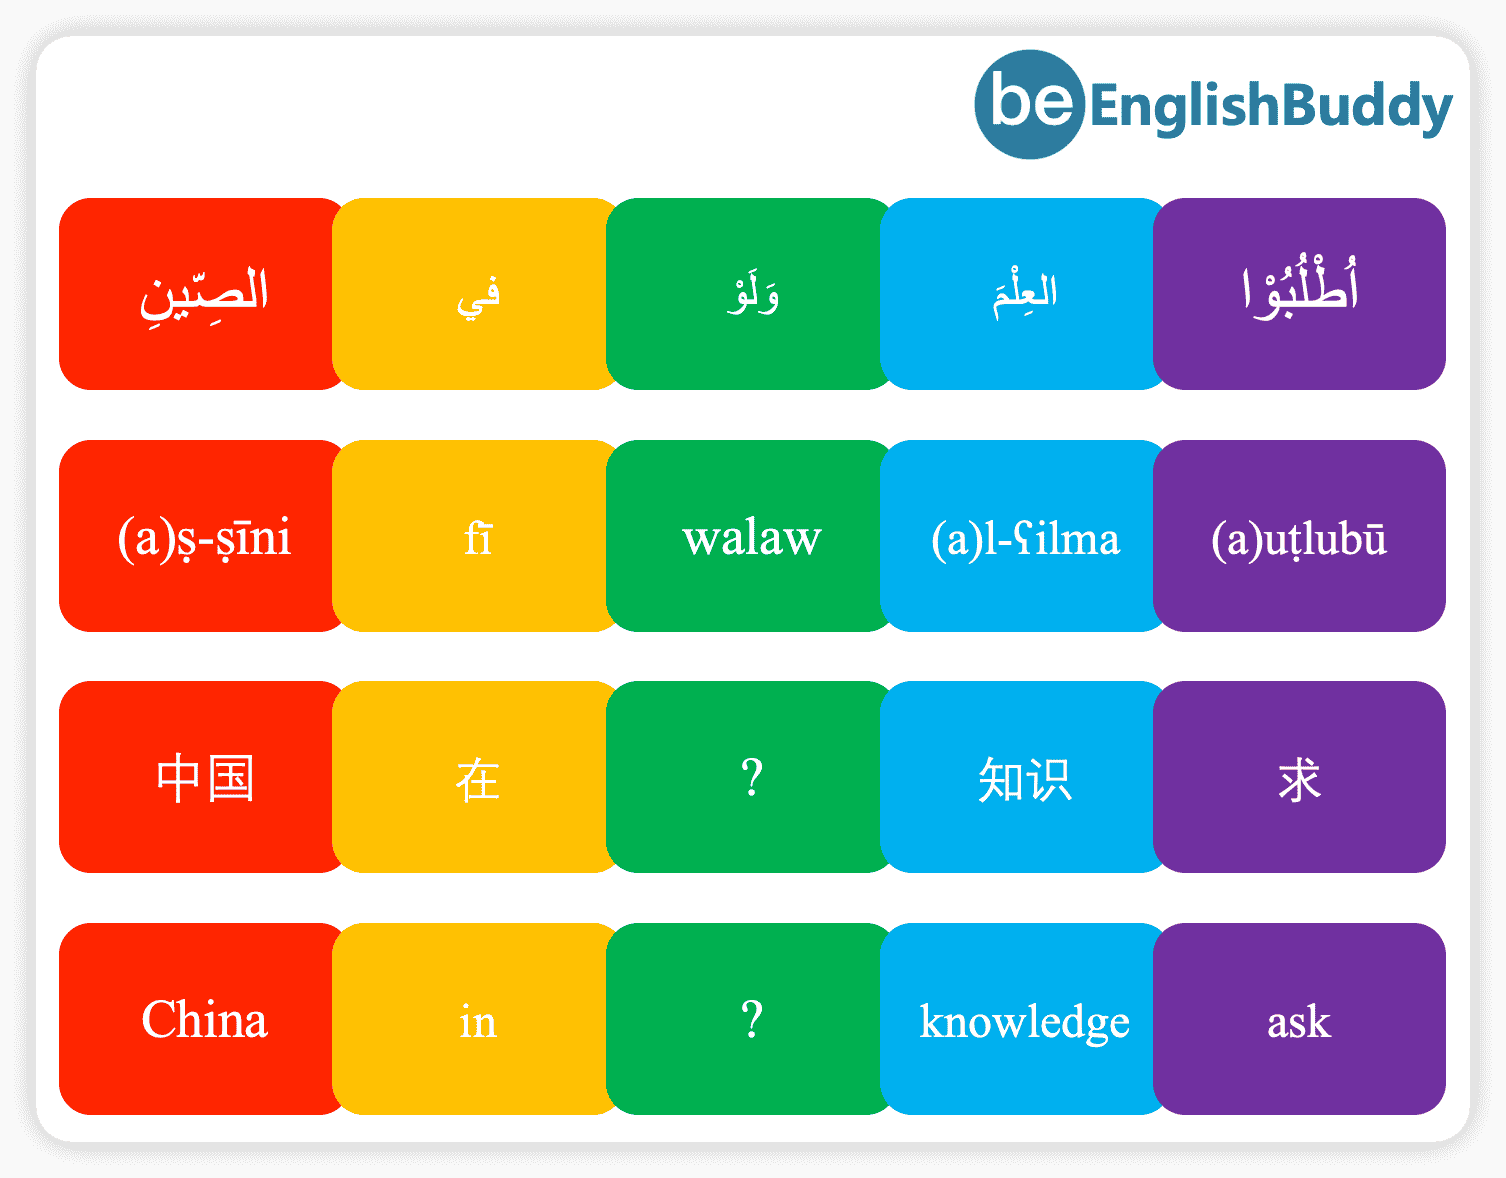 be EnglishBuddy
اُطْلُبُوْا العِلْمَ وَلَوْ في الصِّينِ
(a)ṣ-ṣīni fī walaw (a)l-ʕilma (a)uṭlubū
中国 在 ? 知识 求
China in ? knowledge ask